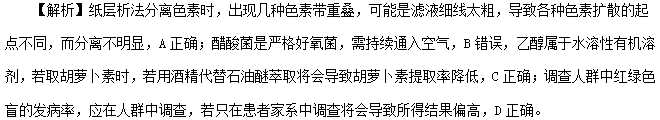 【解析】纸层析法分离色素时，出现几种色素带重叠，可能是滤液细线太粗，导致各种色素扩散的起
点不同，而分离不明显，A 正确；醋酸菌是严格好氧菌，需持续通入空气，B 错误，乙醇属于水溶性有机溶
剂，若取胡萝卜素时，若用酒精代替石油醚萃取将会导致胡萝卜素提取率降低，C 正确；调查人群中红绿色
盲的发病率，应在人群中调查，若只在患者家系中调查将会导致所得结果偏高，D 正确。